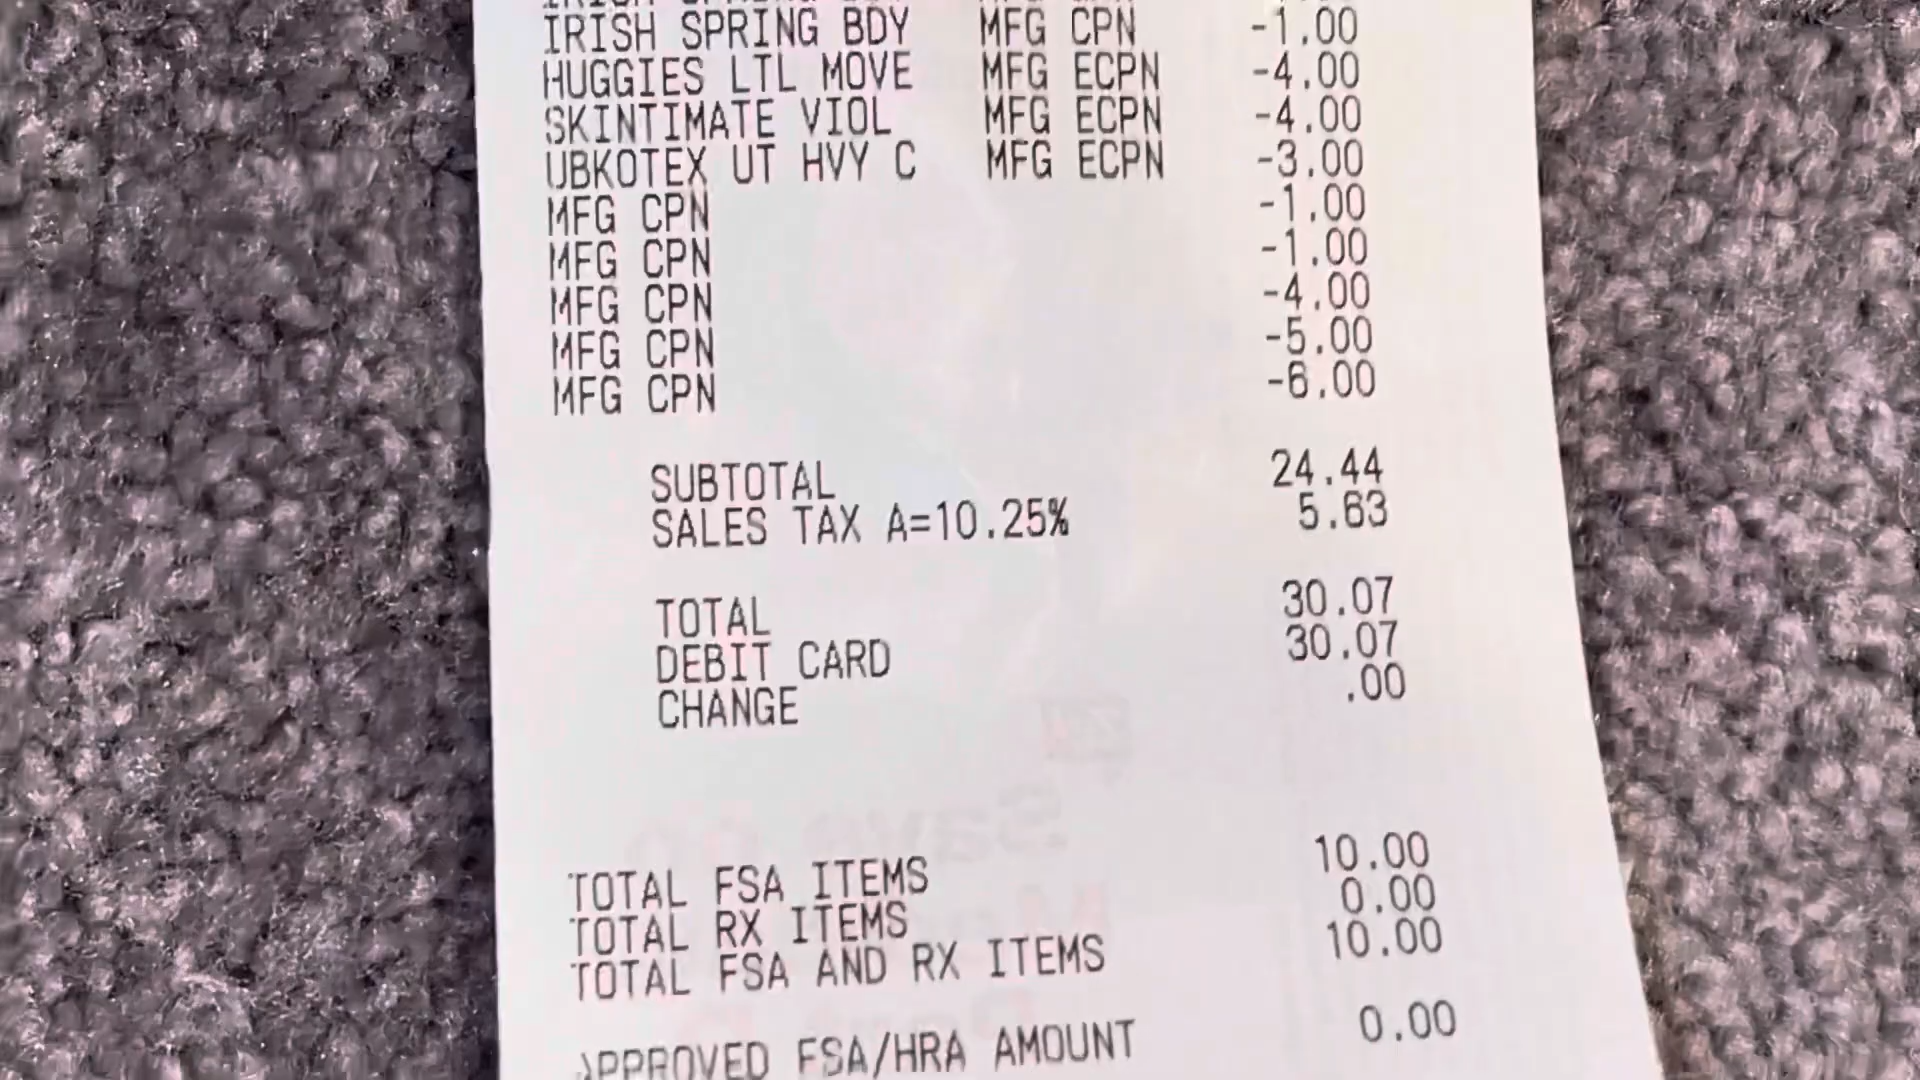 IRISH SPRING BDY MFG CPN -1.00
HUGGIES LTL MOVE MFG ECPN -4.00
SKINTIMATE VIOL MFG ECPN -4.00
UBKOTEX UT HVY C MFG ECPN -3.00
MFG CPN -1.00
MFG CPN -1.00
MFG CPN -4.00
MFG CPN -5.00
MFG CPN -6.00
SUBTOTAL 24.44
SALES TAX A=10.25% 5.63
TOTAL 30.07
DEBIT CARD 30.07
CHANGE .00
TOTAL FSA ITEMS 10.00
TOTAL RX ITEMS 0.00
TOTAL FSA AND RX ITEMS 10.00
APPROVED FSA/HRA AMOUNT 0.00